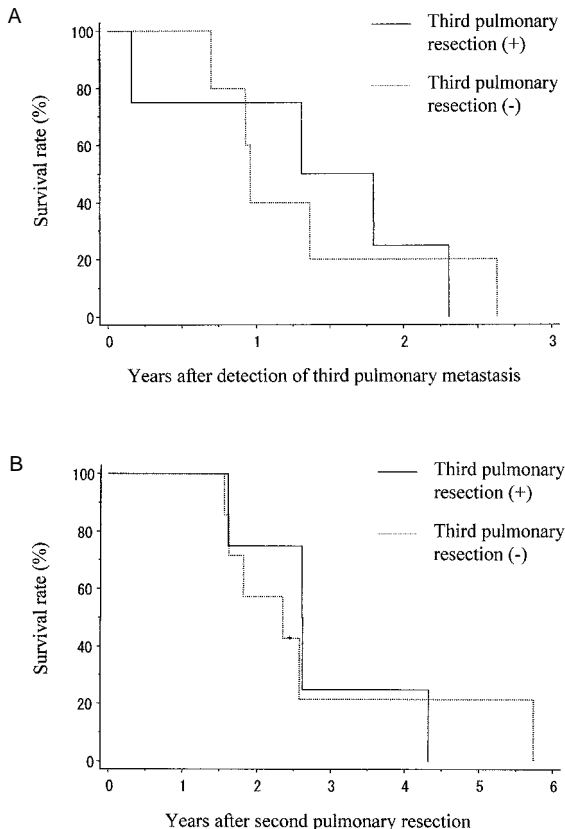 A
Third pulmonary
resection (+)
Third pulmonary
resection (-)
Survival rate (%)
100
80
60
40
20
0
0 1 2 3
Years after detection of third pulmonary metastasis
B
Third pulmonary
resection (+)
Third pulmonary
resection (-)
Survival rate (%)
100
80
60
40
20
0
0 1 2 3 4 5 6
Years after second pulmonary resection